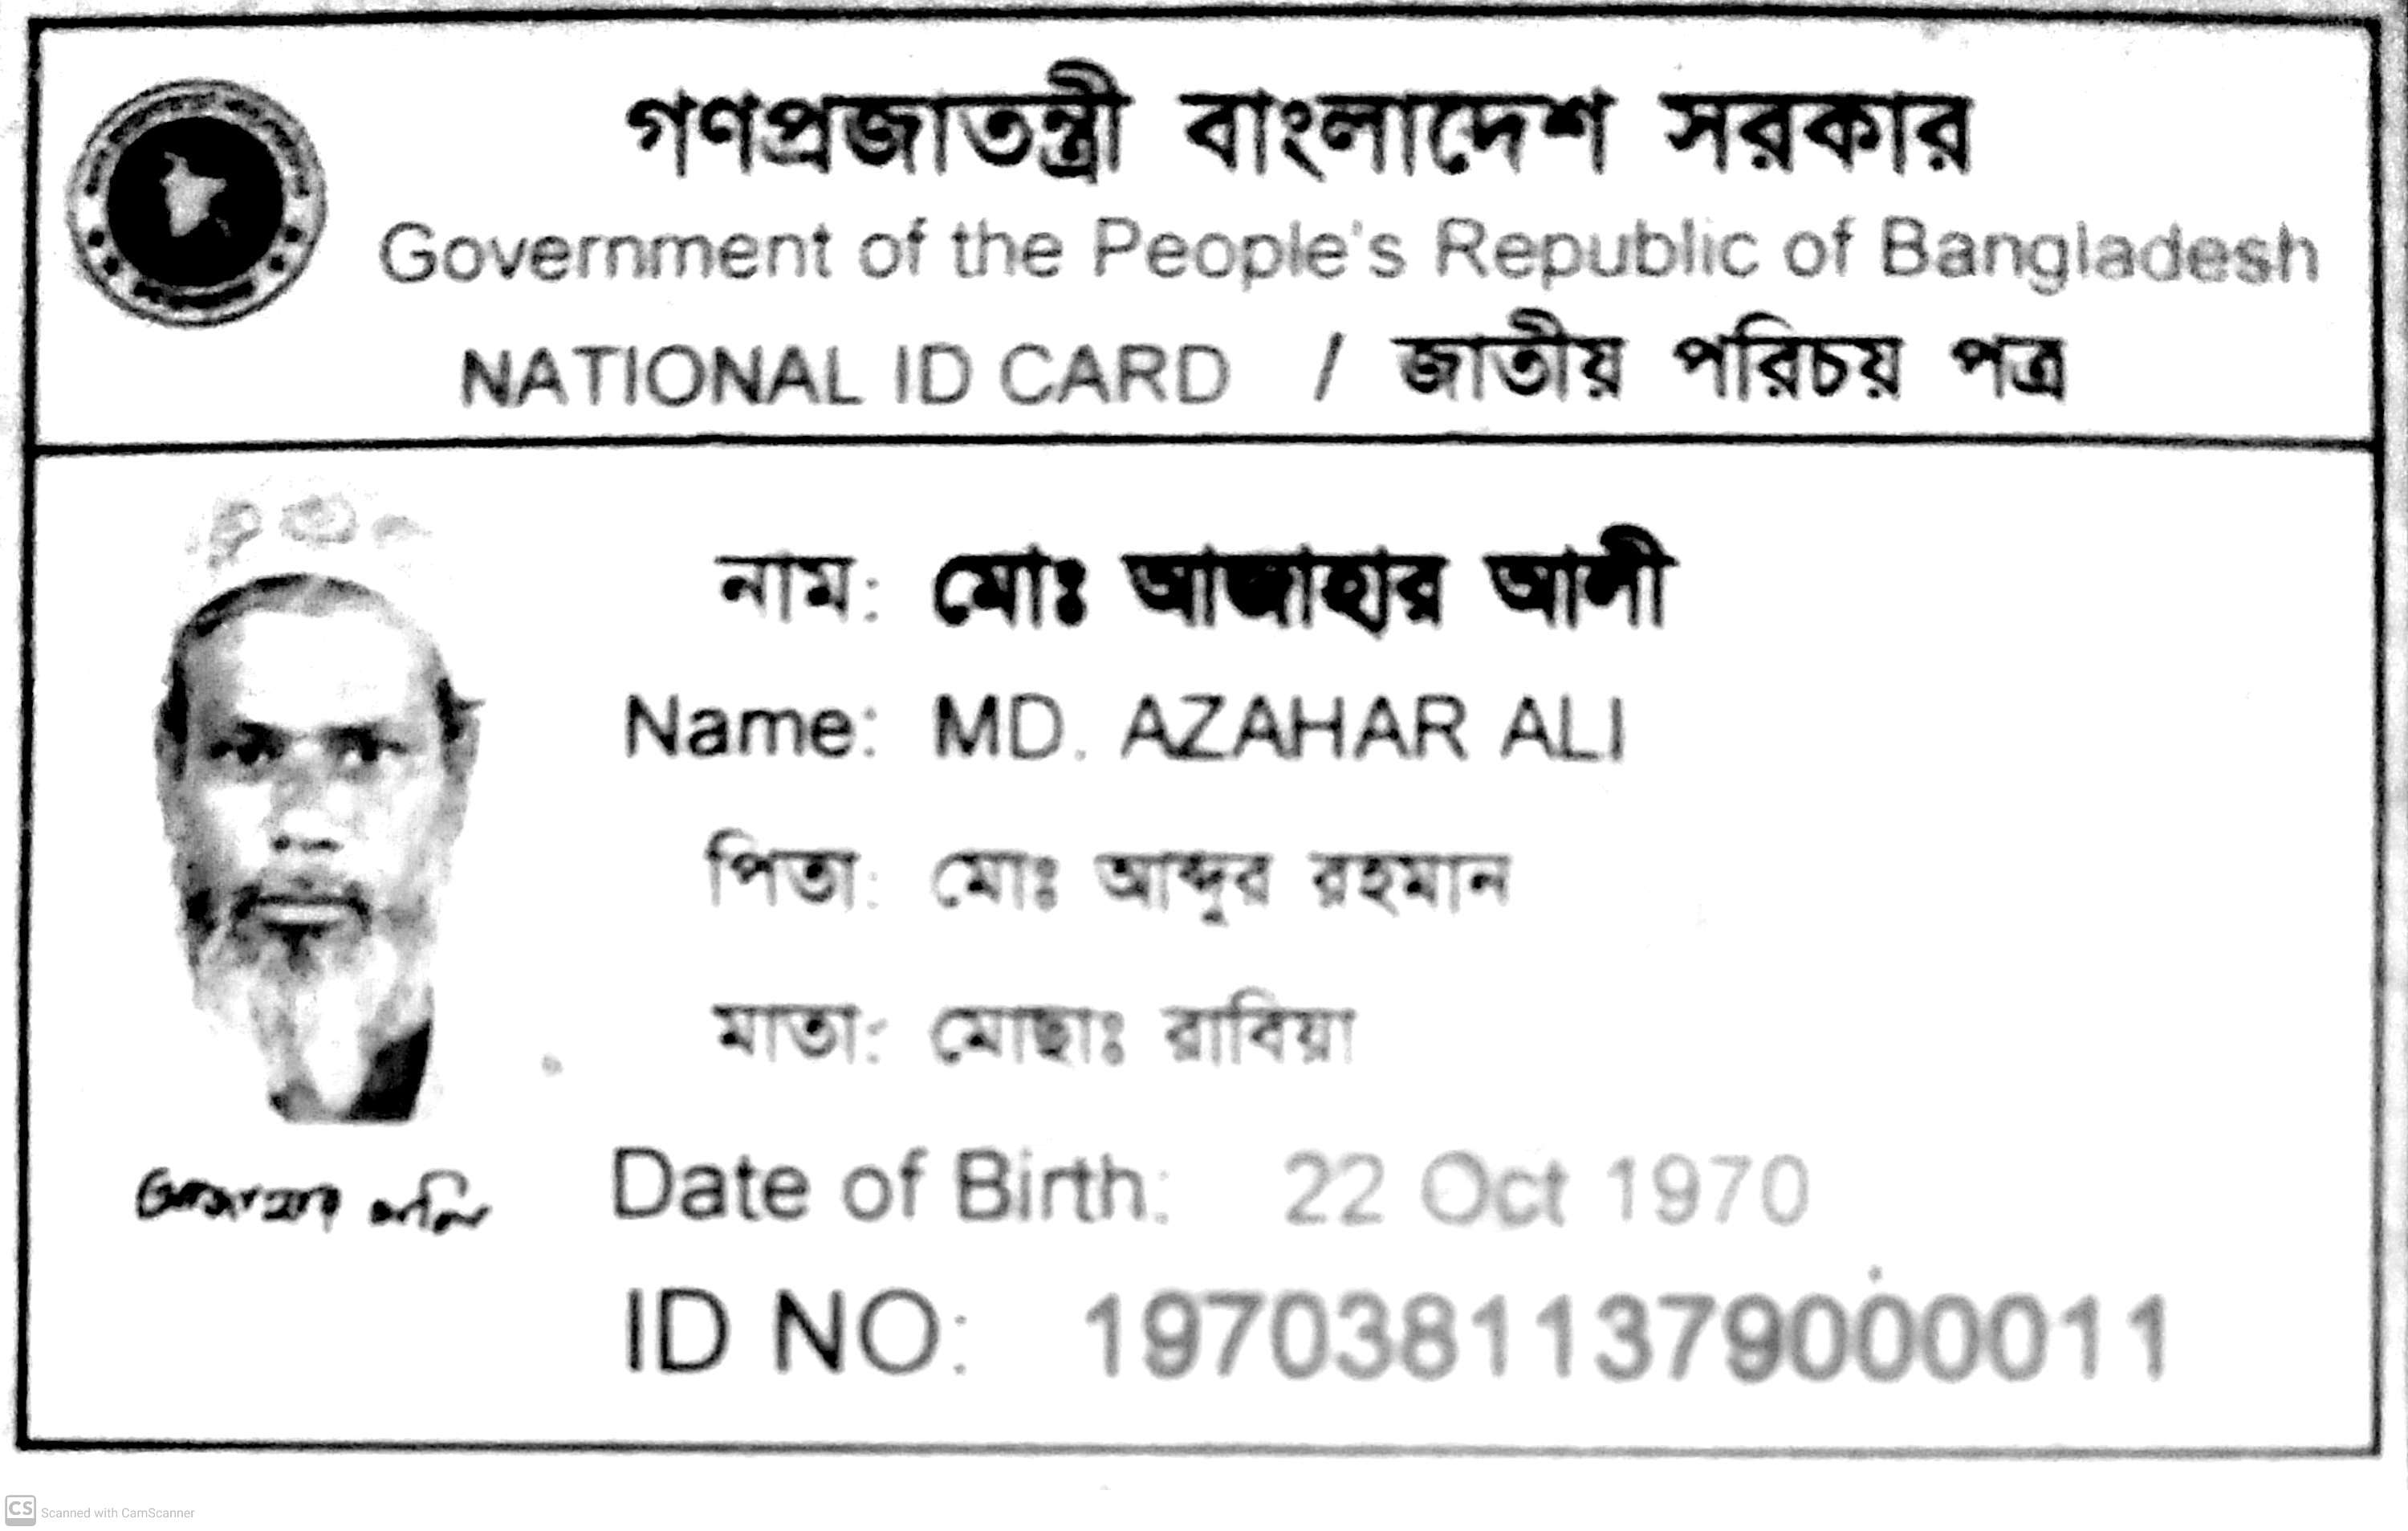 গণপ্রজাতন্ত্রী বাংলাদেশ সরকার
Government of the People's Republic of Bangladesh
NATIONAL ID CARD / জাতীয় পরিচয় পত্র
নাম: মোঃ আজাহার আলী
Name: MD. AZAHAR ALI
পিতা: মোঃ আব্দুর রহমান
মাতা: মোছাঃ রাবিয়া
আজাহার আলি
Date of Birth: 22 Oct 1970
ID NO: 19703811379000011
CS Scanned with CamScanner